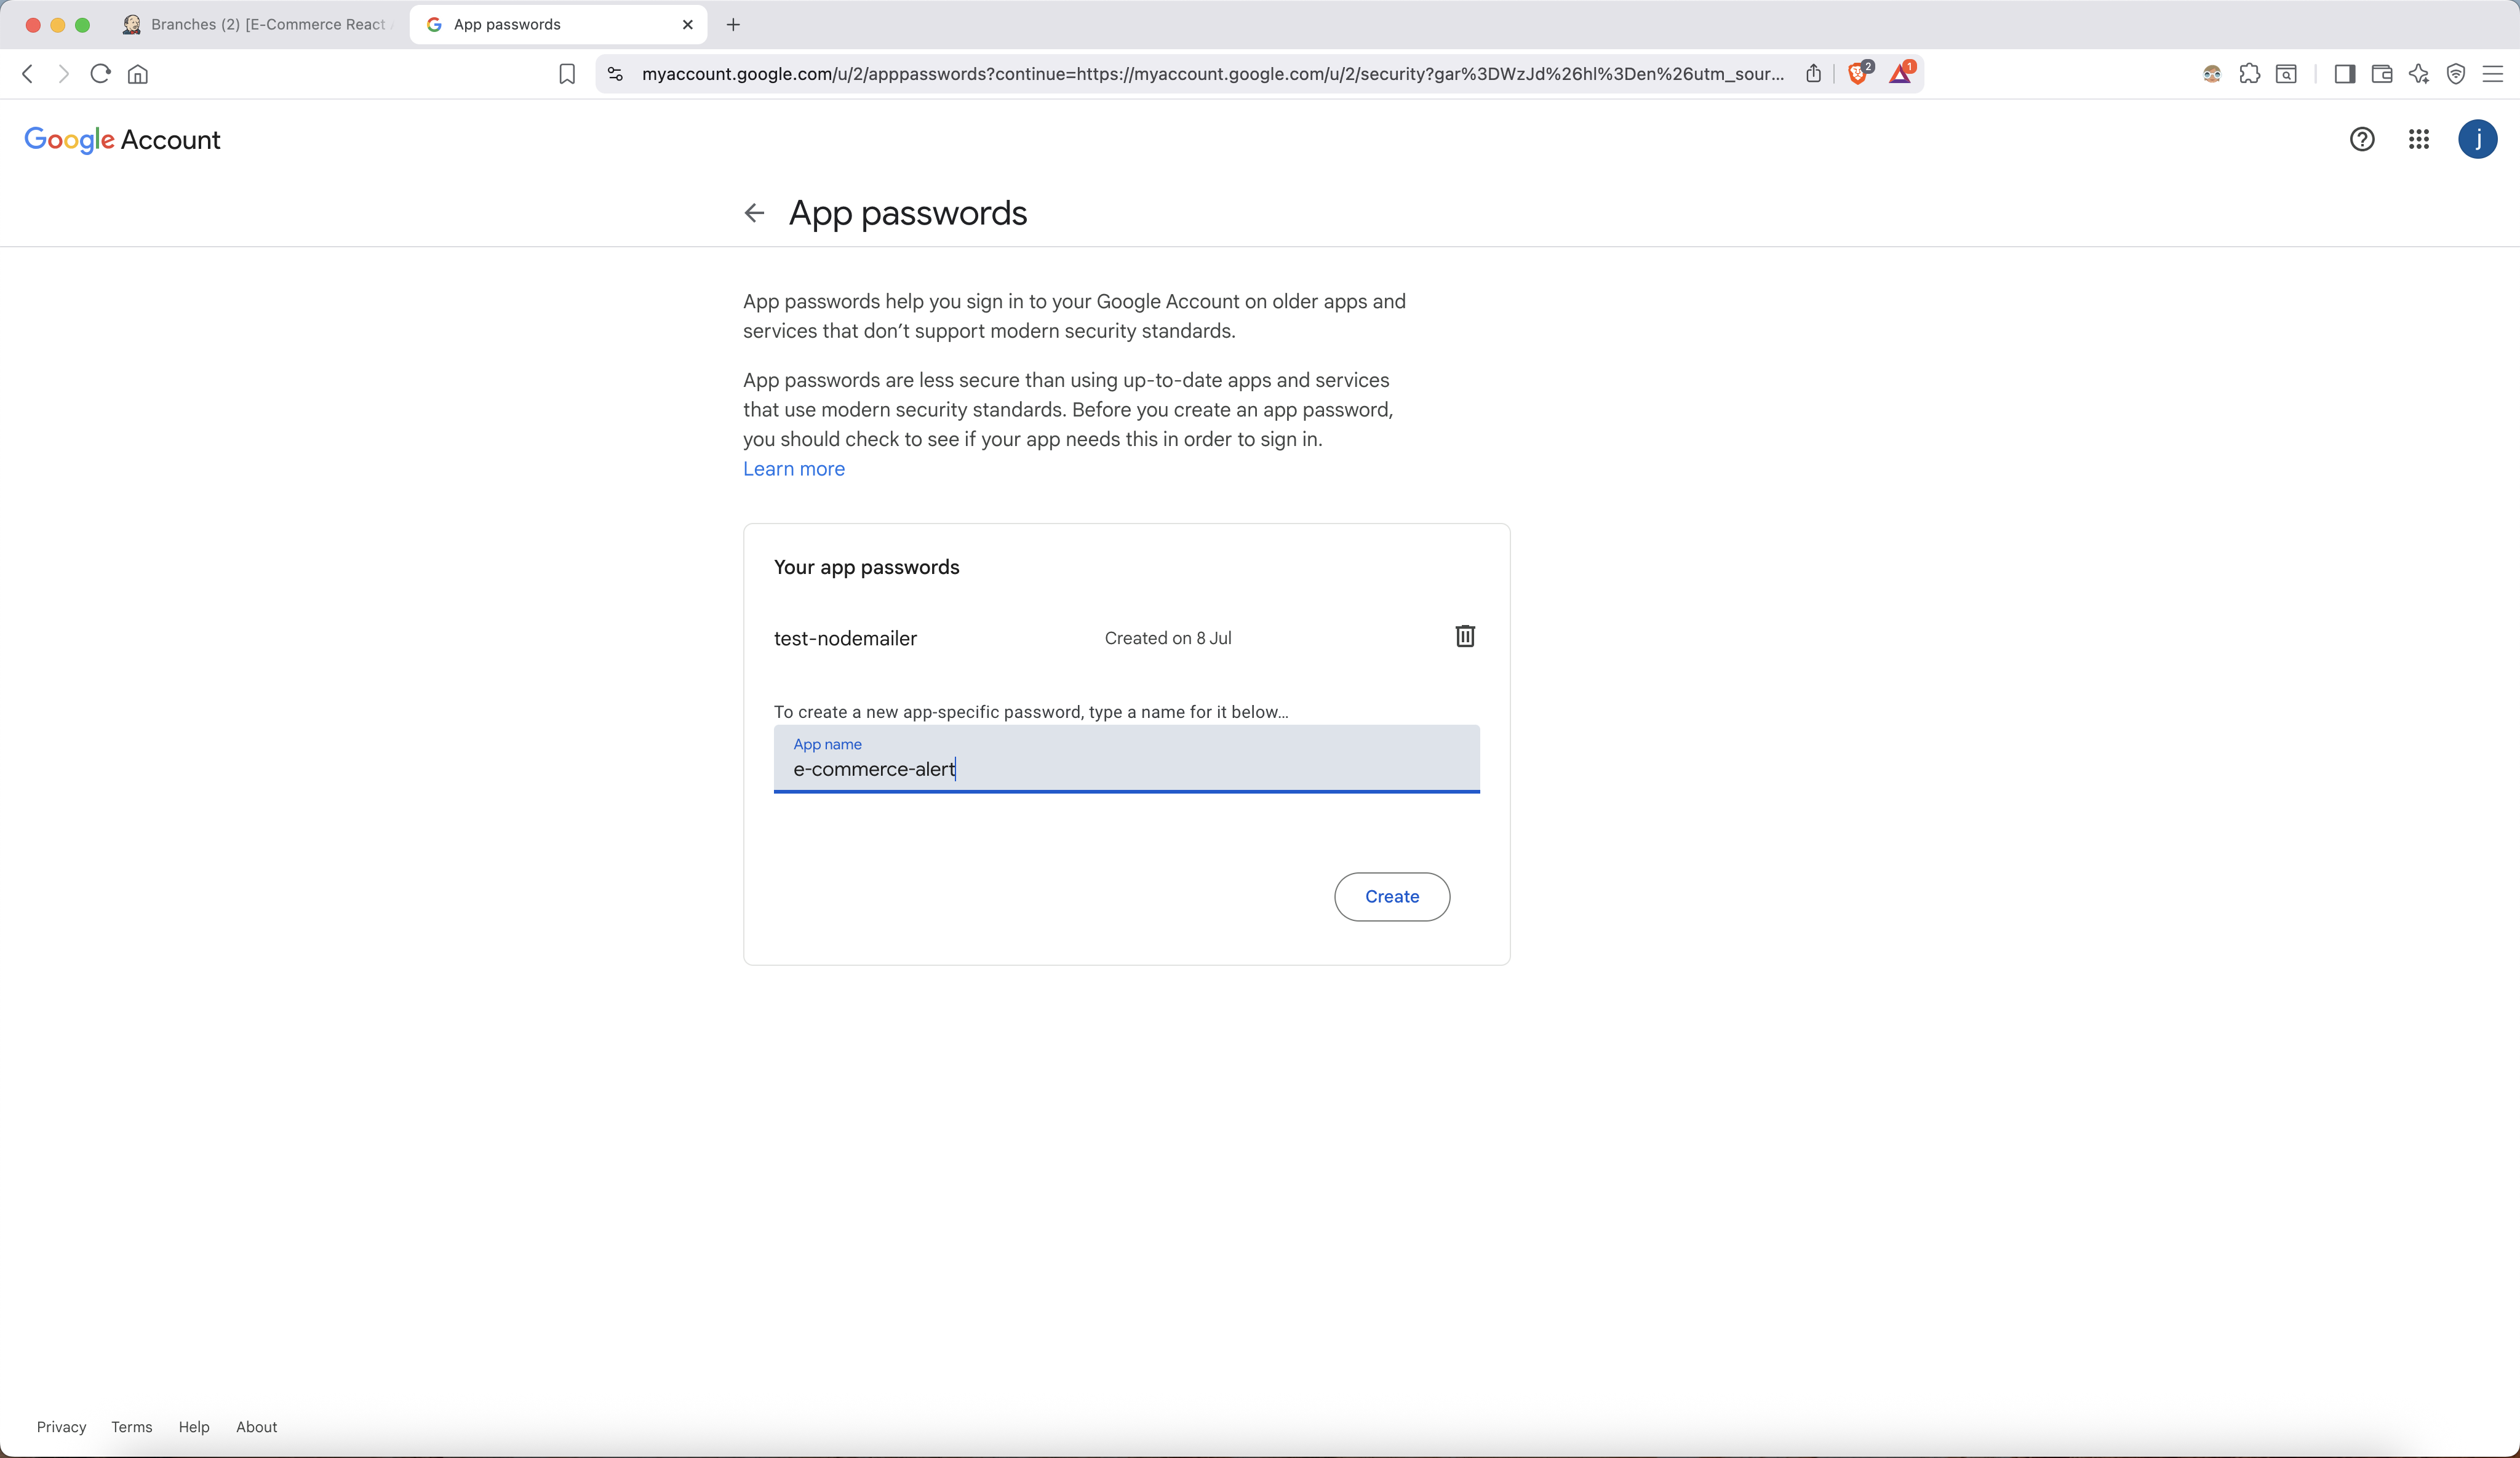 Branches (2) [E-Commerce React
App passwords
myaccount.google.com/u/2/apppasswords?continue=https://myaccount.google.com/u/2/security?gar%3DWzJd%26hl%3Den%26utm_sour...
2
1
Google Account
j
App passwords
App passwords help you sign in to your Google Account on older apps and
services that don’t support modern security standards.
App passwords are less secure than using up-to-date apps and services
that use modern security standards. Before you create an app password,
you should check to see if your app needs this in order to sign in.
Learn more
Your app passwords
test-nodemailer
Created on 8 Jul
To create a new app-specific password, type a name for it below...
App name
e-commerce-alert
Create
Privacy Terms Help About